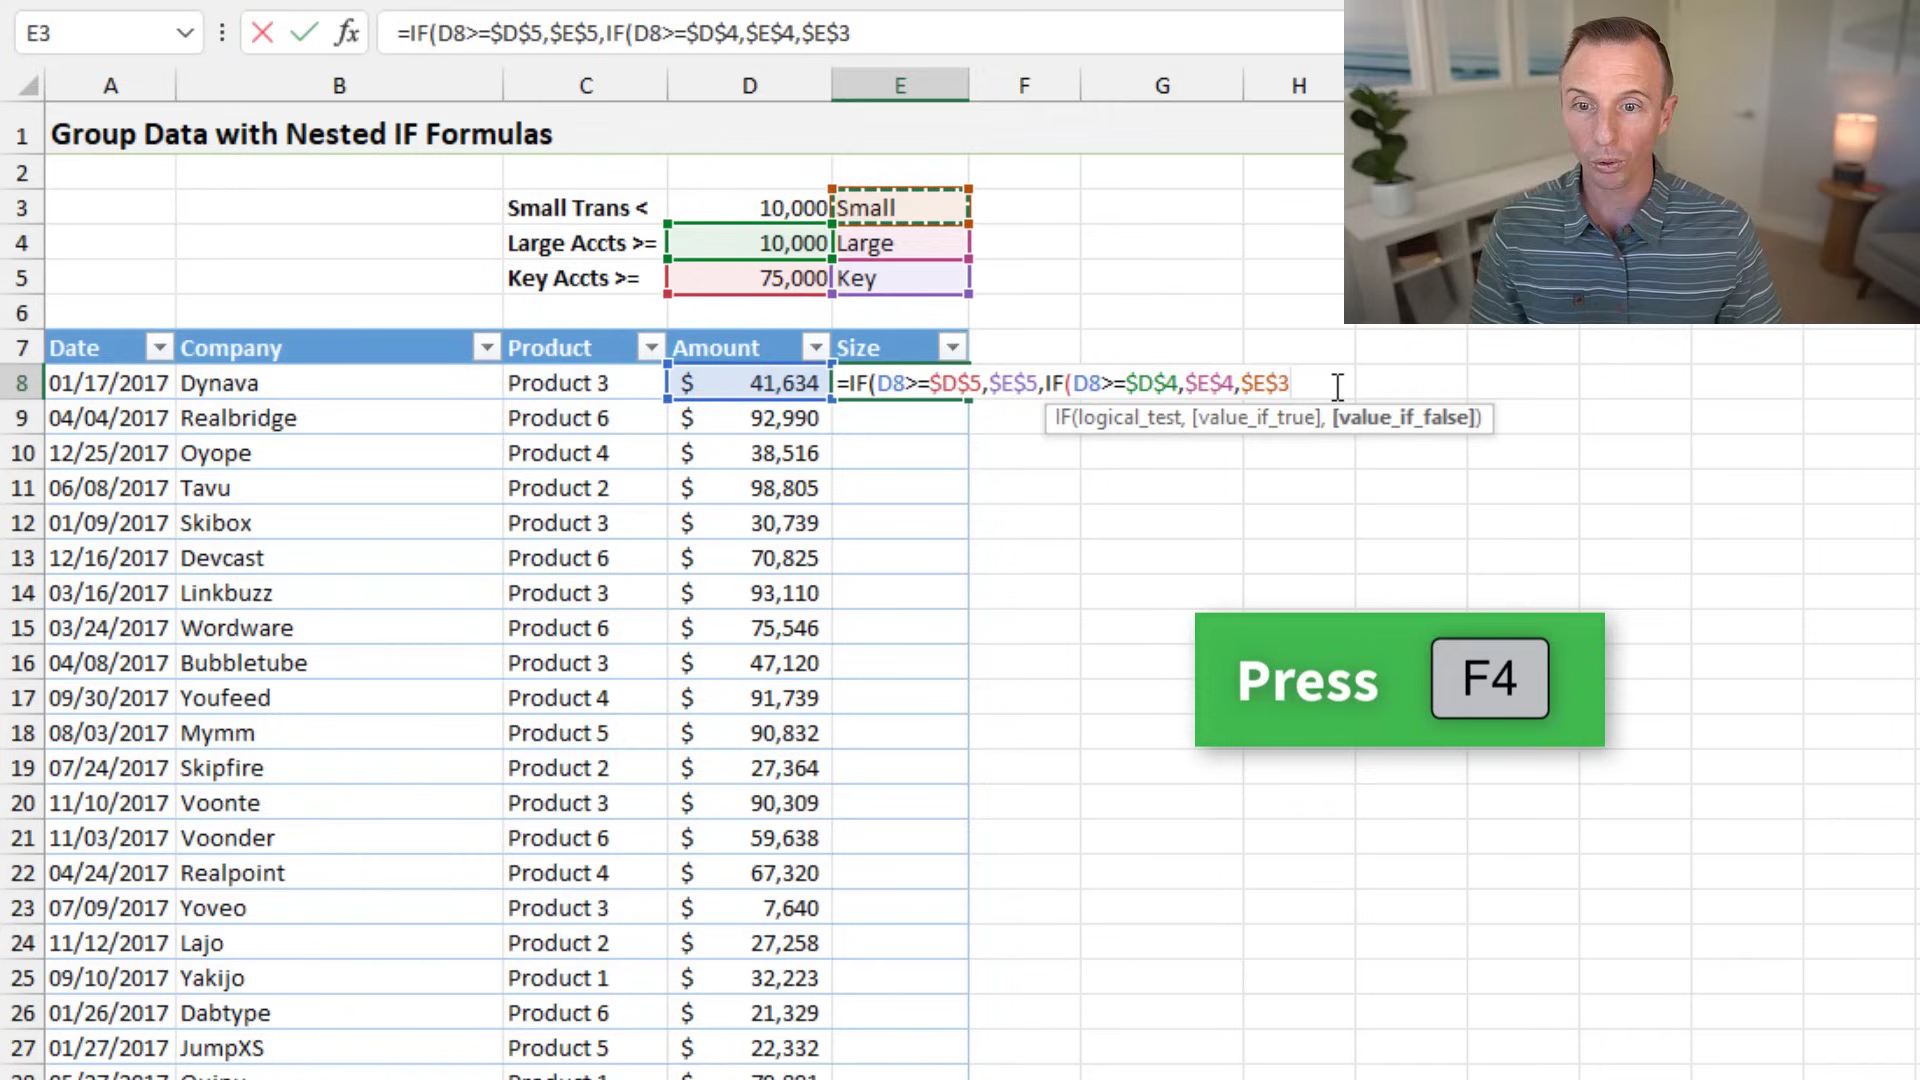 E3 fx =IF(D8>=$D$5,$E$5,IF(D8>=$D$4,$E$4,$E$3
A B C D E F G H
1 Group Data with Nested IF Formulas
2
3 Small Trans < 10,000 Small
4 Large Accts >= 10,000 Large
5 Key Accts >= 75,000 Key
6
7 Date Company Product Amount Size
8 01/17/2017 Dynava Product 3 $ 41,634 =IF(D8>=$D$5,$E$5,IF(D8>=$D$4,$E$4,$E$3
IF(logical_test, [value_if_true], [value_if_false])
9 04/04/2017 Realbridge Product 6 $ 92,990
10 12/25/2017 Oyope Product 4 $ 38,516
11 06/08/2017 Tavu Product 2 $ 98,805
12 01/09/2017 Skibox Product 3 $ 30,739
13 12/16/2017 Devcast Product 6 $ 70,825
14 03/16/2017 Linkbuzz Product 3 $ 93,110
15 03/24/2017 Wordware Product 6 $ 75,546
16 04/08/2017 Bubbletube Product 3 $ 47,120
Press F4
17 09/30/2017 Youfeed Product 4 $ 91,739
18 08/03/2017 Mymm Product 5 $ 90,832
19 07/24/2017 Skipfire Product 2 $ 27,364
20 11/10/2017 Voonte Product 3 $ 90,309
21 11/03/2017 Voonder Product 6 $ 59,638
22 04/24/2017 Realpoint Product 4 $ 67,320
23 07/09/2017 Yoveo Product 3 $ 7,640
24 11/12/2017 Lajo Product 2 $ 27,258
25 09/10/2017 Yakijo Product 1 $ 32,223
26 01/26/2017 Dabtype Product 6 $ 21,329
27 01/27/2017 JumpXS Product 5 $ 22,332